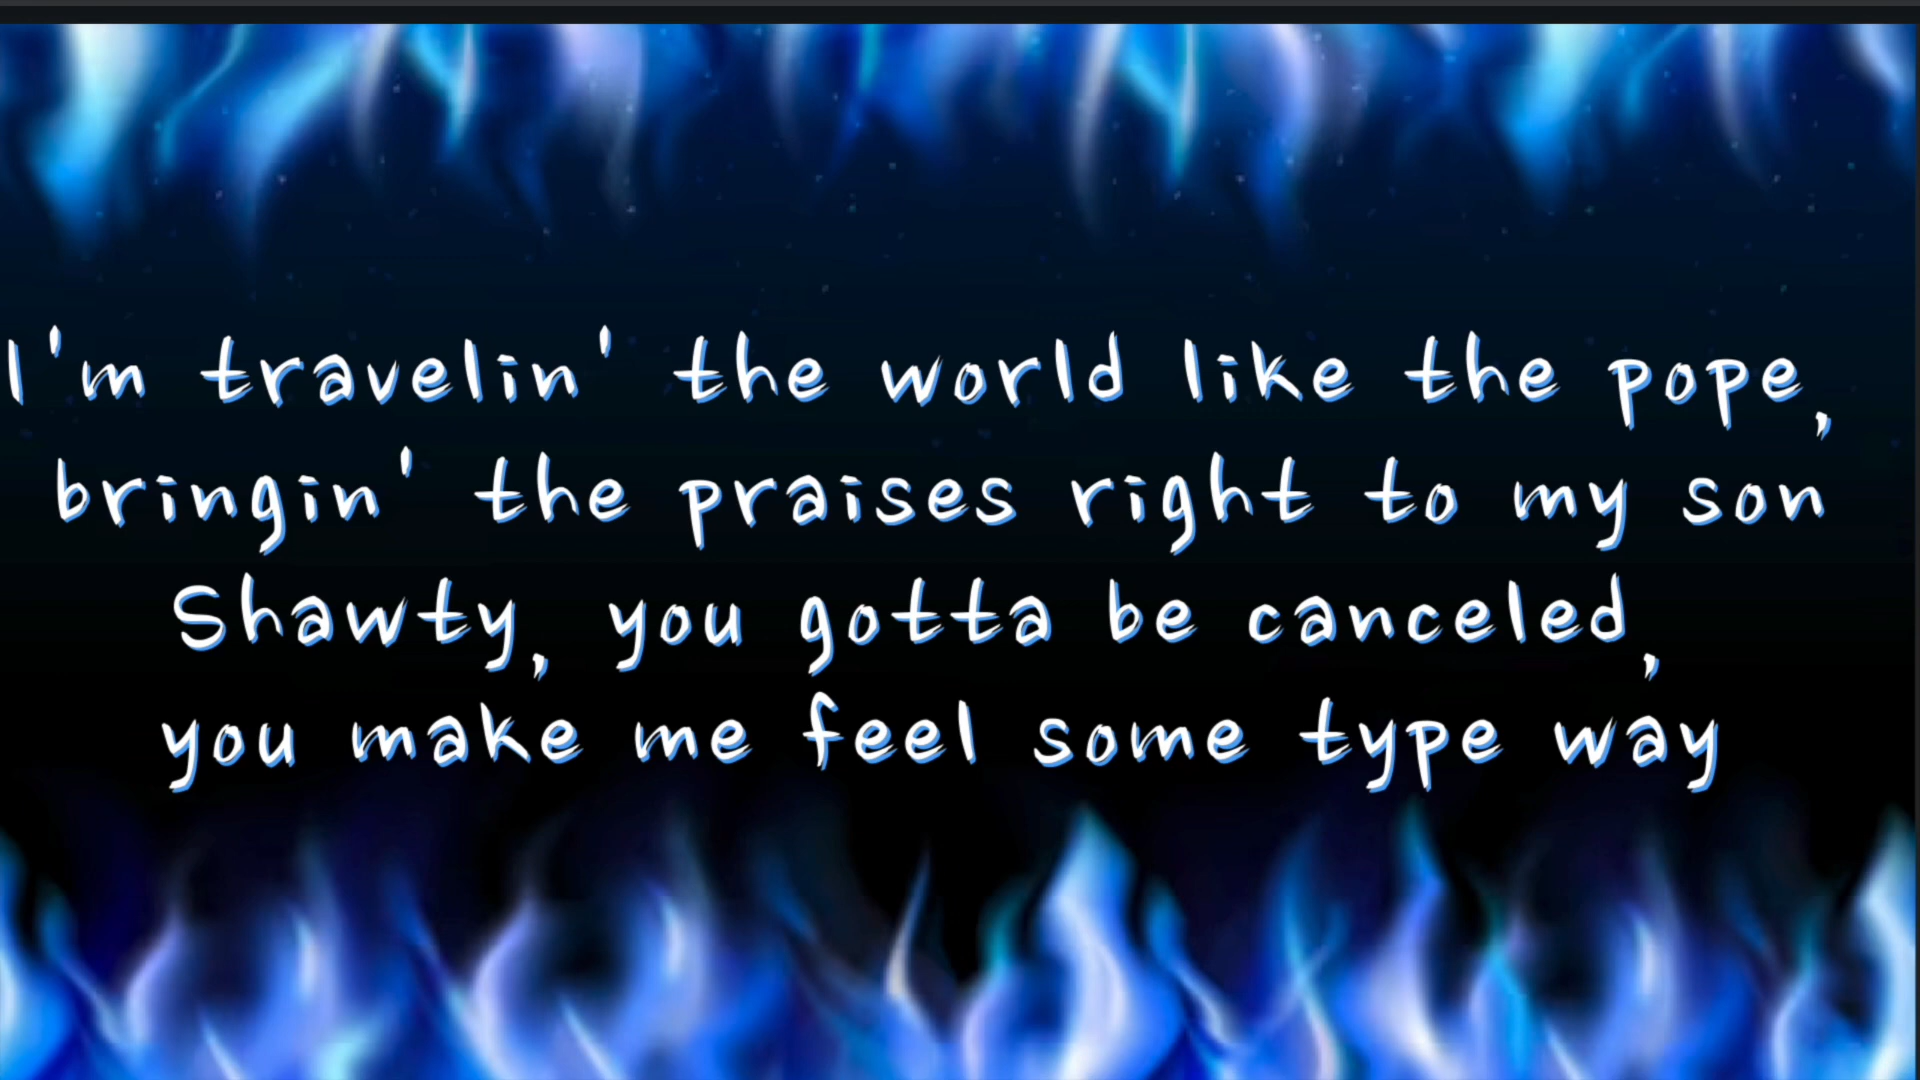 I'm travelin' the world like the pope,
bringin' the praises right to my son
Shawty, you gotta be canceled,
you make me feel some type way